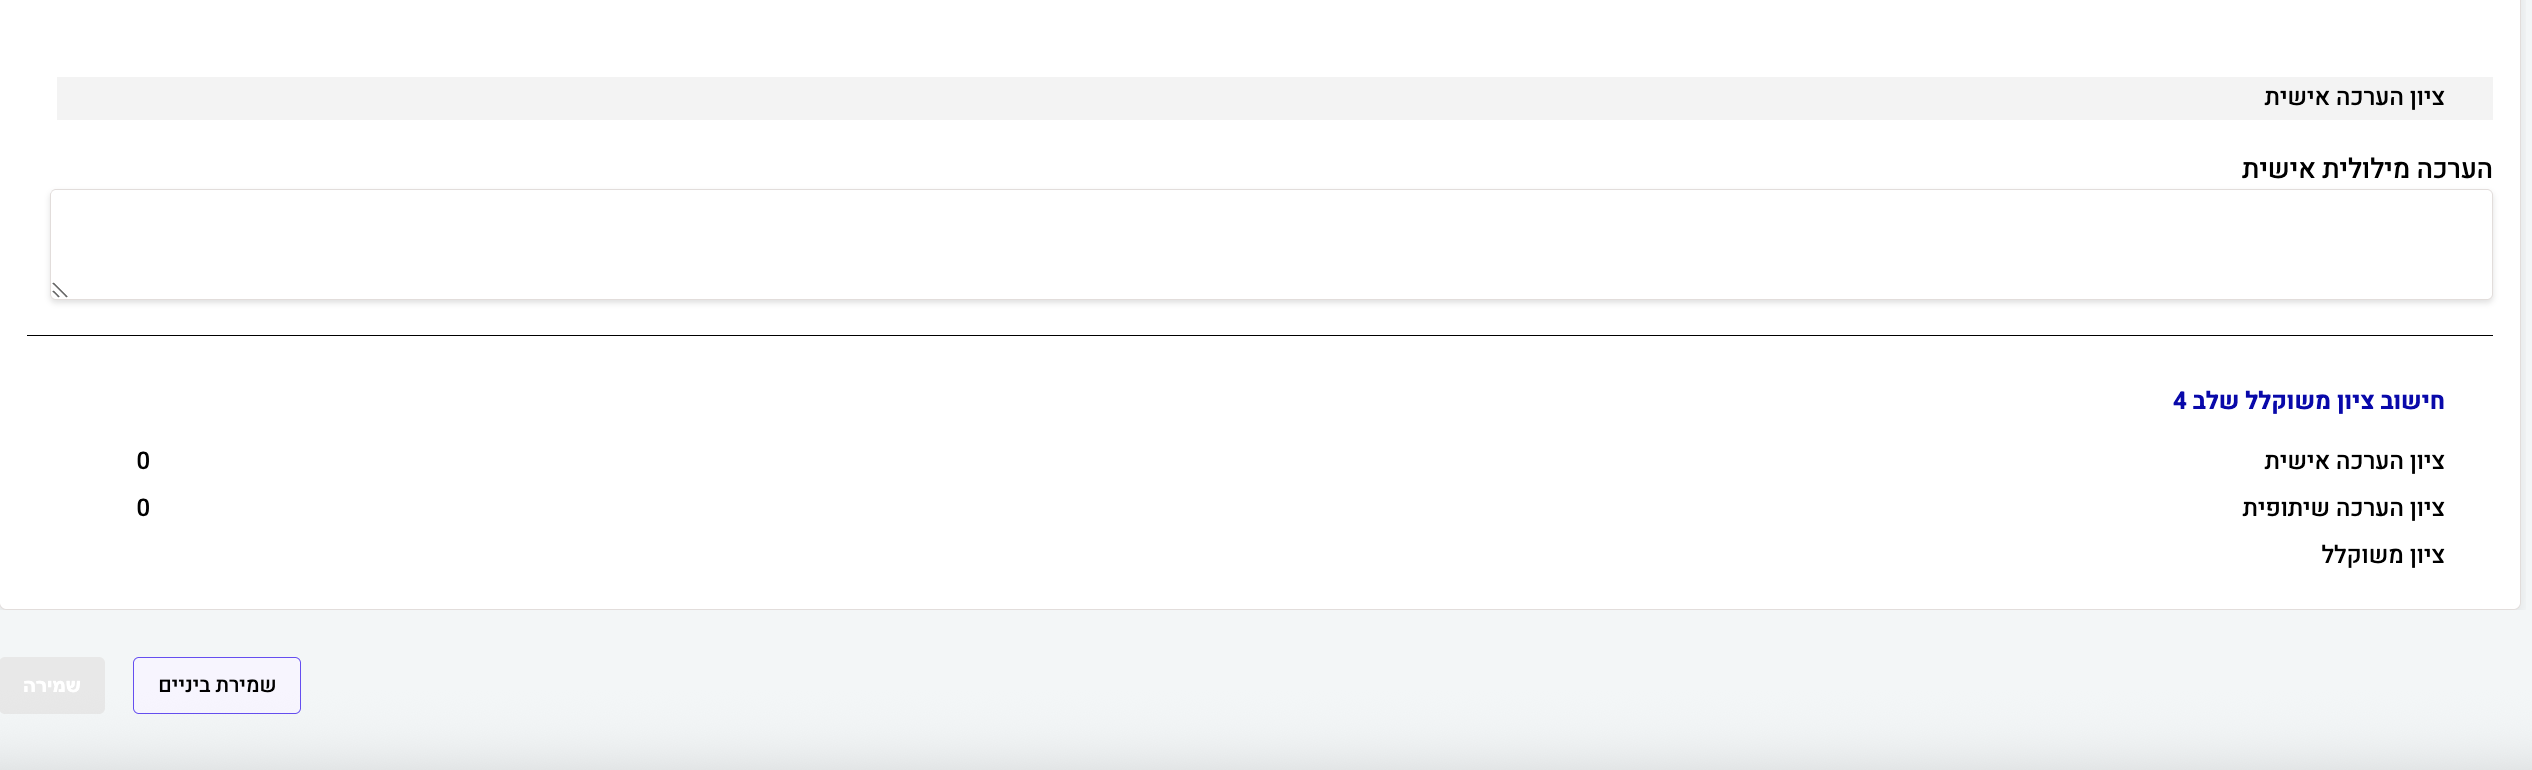 ציון הערכה אישית
הערכה מילולית אישית
חישוב ציון משוקלל שלב 4
ציון הערכה אישית 0
ציון הערכה שיתופית 0
ציון משוקלל
שמירת ביניים שמירה